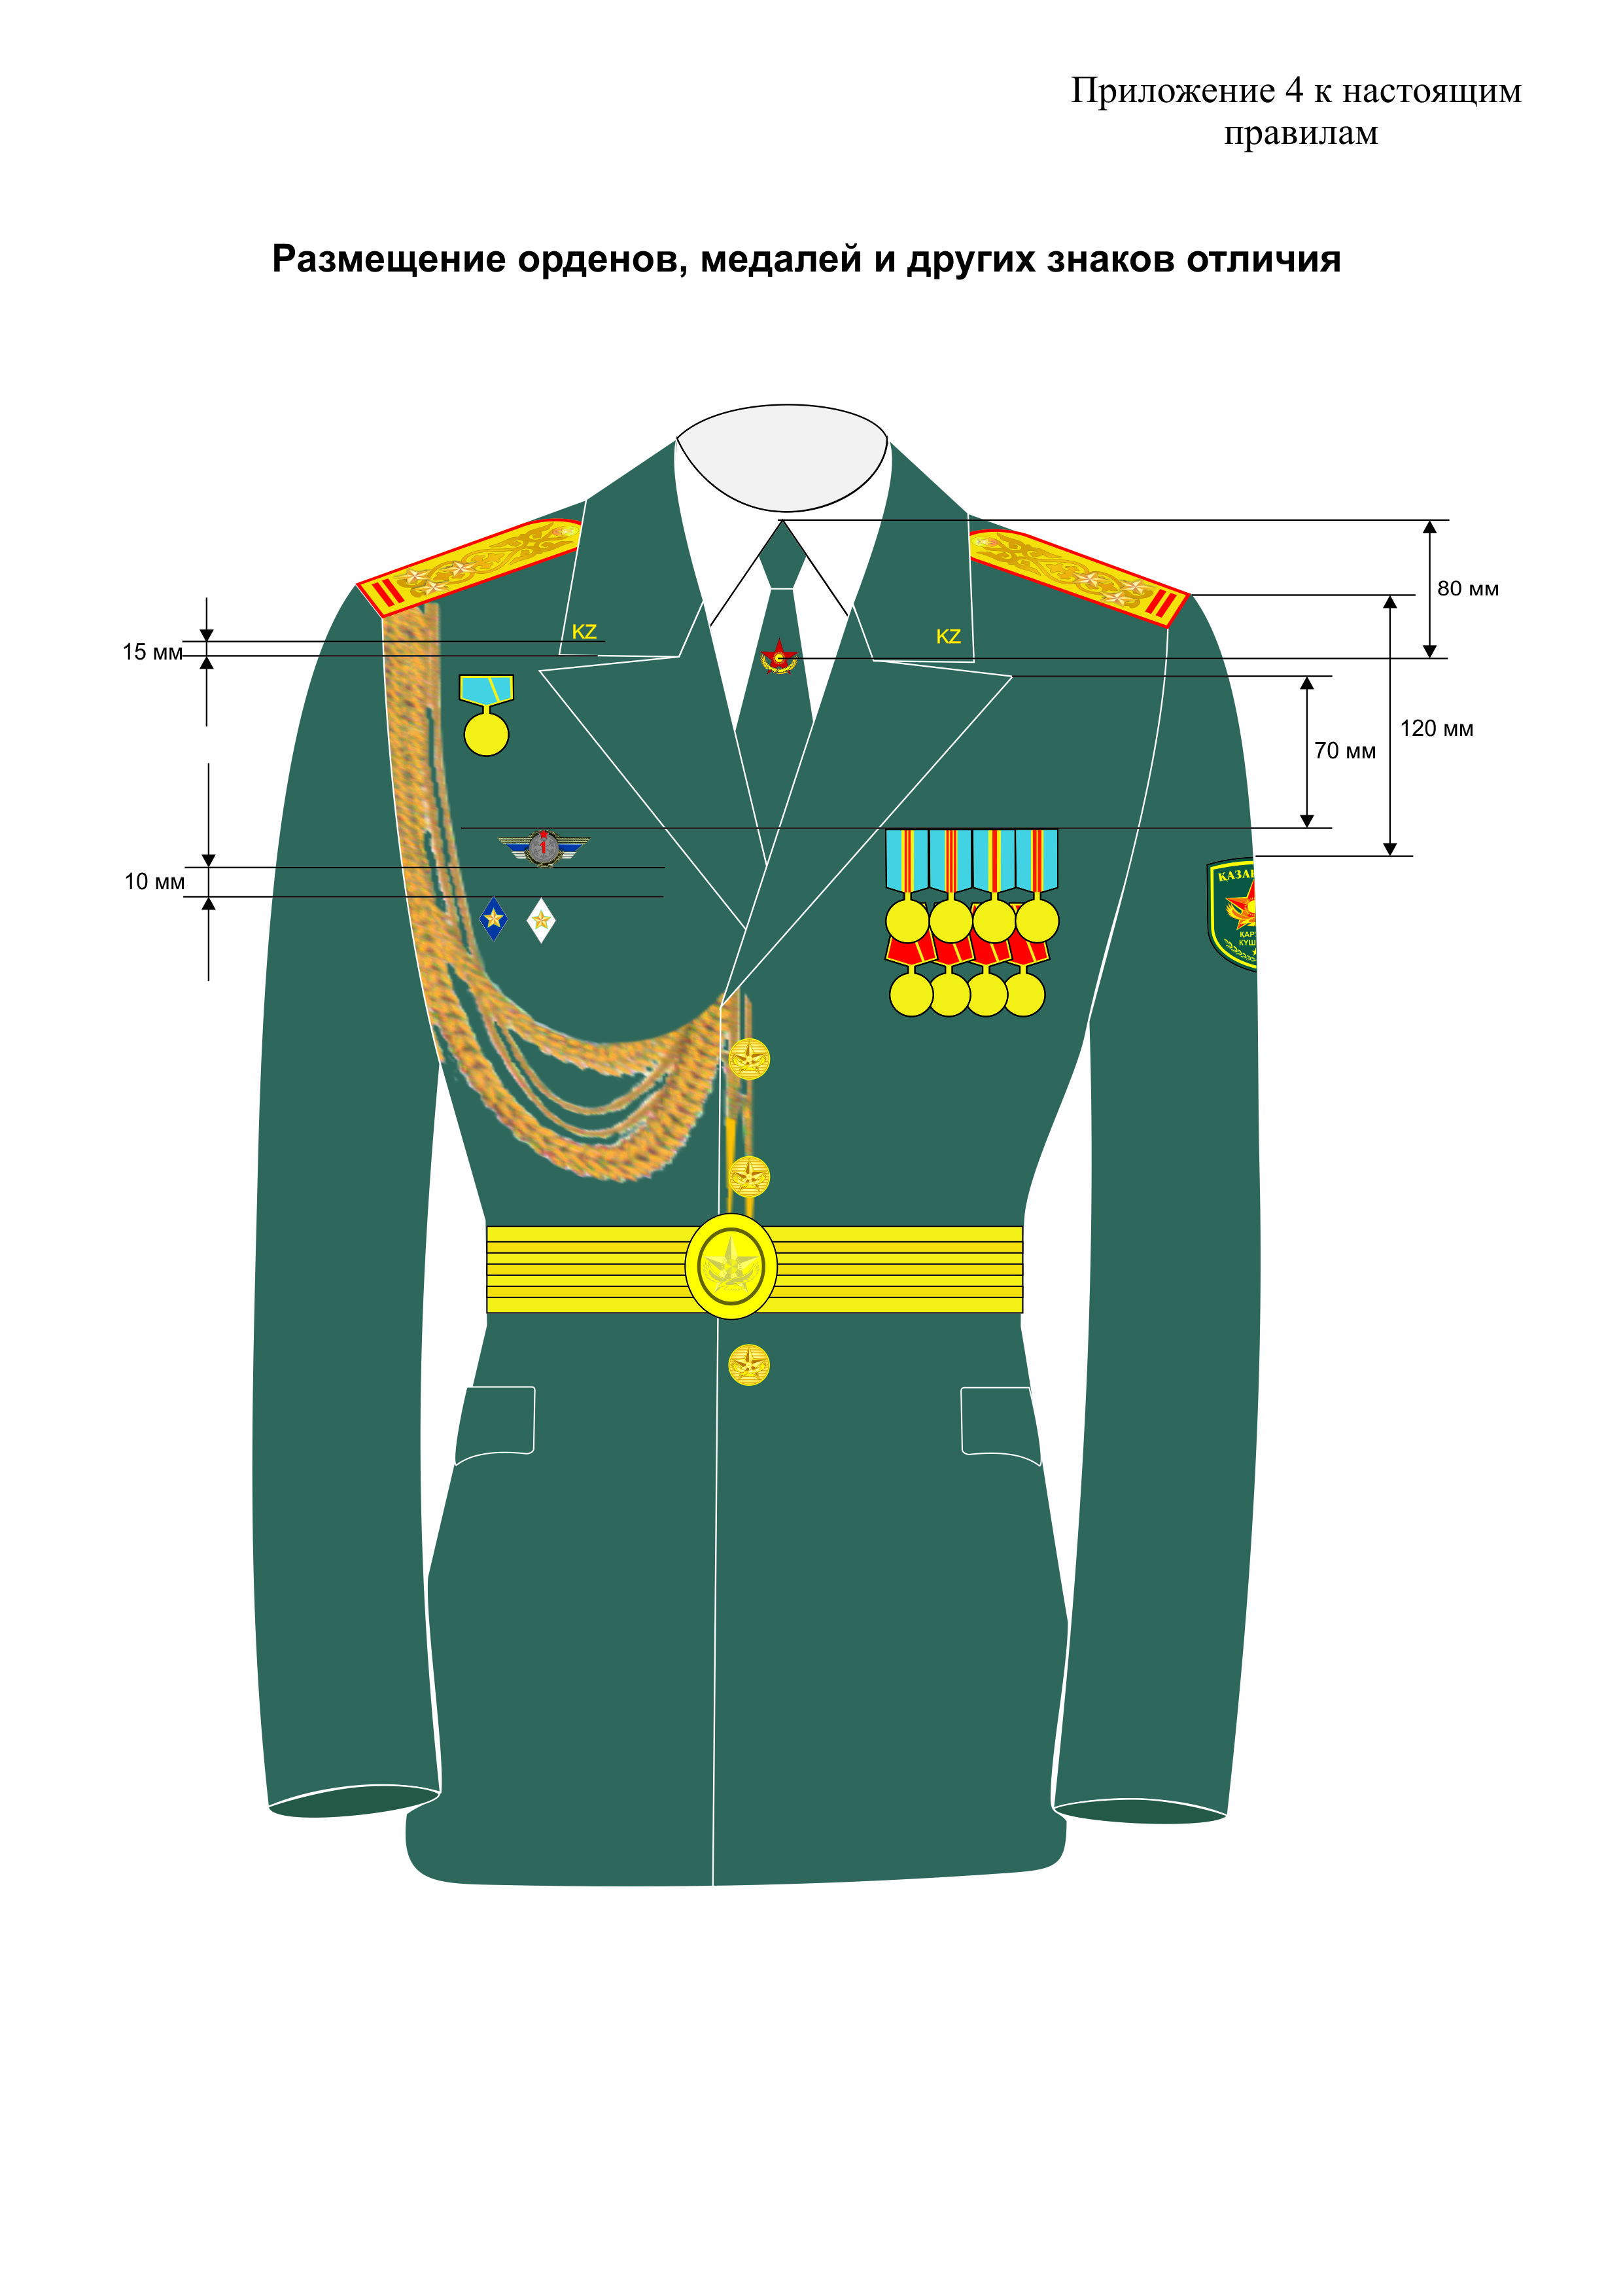 Приложение 4 к настоящим
правилам
Размещение орденов, медалей и других знаков отличия
80 мм
KZ
KZ
15 мм
120 мм
70 мм
1
10 мм